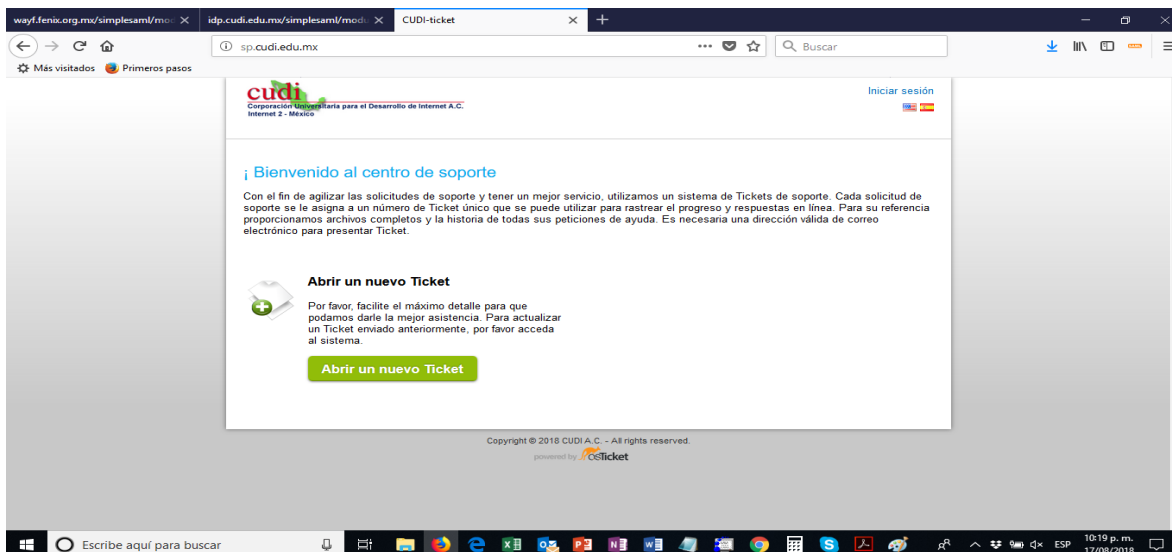 wayf.fenix.org.mx/simplesaml/mod
idp.cudi.edu.mx/simplesaml/modu
CUDI-ticket
sp.cudi.edu.mx
Buscar
Más visitados
Primeros pasos
cudi
Corporación Universitaria para el Desarrollo de Internet A.C.
Internet 2 - México
Iniciar sesión
¡ Bienvenido al centro de soporte
Con el fin de agilizar las solicitudes de soporte y tener un mejor servicio, utilizamos un sistema de Tickets de soporte. Cada solicitud de
soporte se le asigna a un número de Ticket único que se puede utilizar para rastrear el progreso y respuestas en línea. Para su referencia
proporcionamos archivos completos y la historia de todas sus peticiones de ayuda. Es necesaria una dirección válida de correo
electrónico para presentar Ticket.
Abrir un nuevo Ticket
Por favor, facilite el máximo detalle para que
podamos darle la mejor asistencia. Para actualizar
un Ticket enviado anteriormente, por favor acceda
al sistema.
Abrir un nuevo Ticket
Copyright © 2018 CUDI A.C. - All rights reserved.
powered by osTicket
Escribe aquí para buscar
ESP
10:19 p. m.
17/08/2018